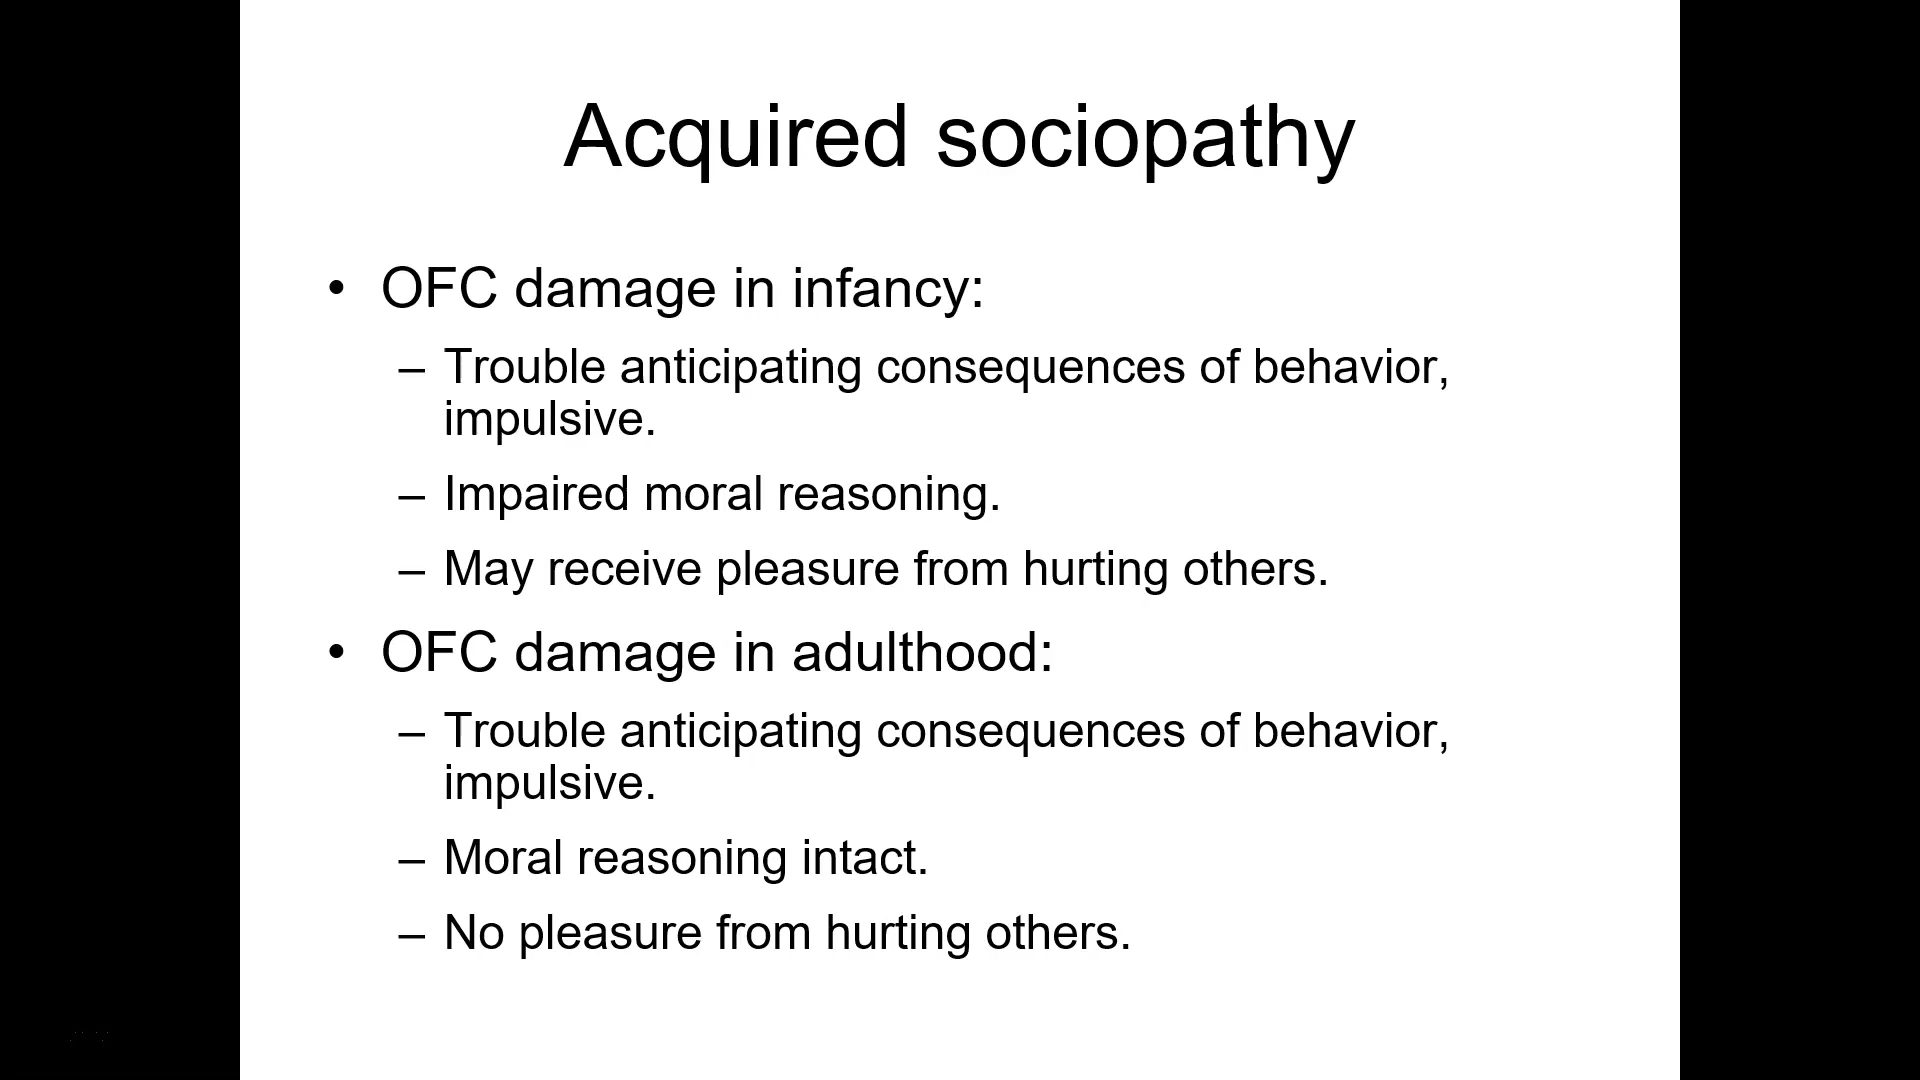 Acquired sociopathy
• OFC damage in infancy:
– Trouble anticipating consequences of behavior,
impulsive.
– Impaired moral reasoning.
– May receive pleasure from hurting others.
• OFC damage in adulthood:
– Trouble anticipating consequences of behavior,
impulsive.
– Moral reasoning intact.
– No pleasure from hurting others.